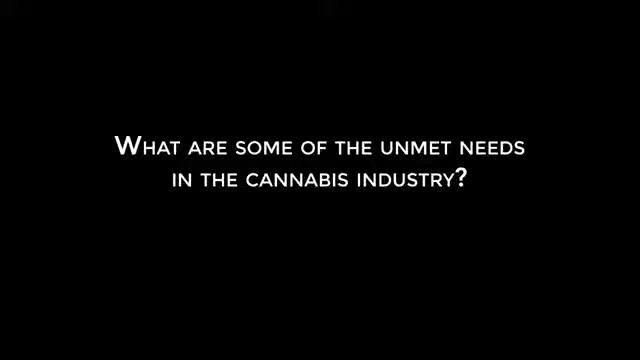 What are some of the unmet needs
in the cannabis industry?